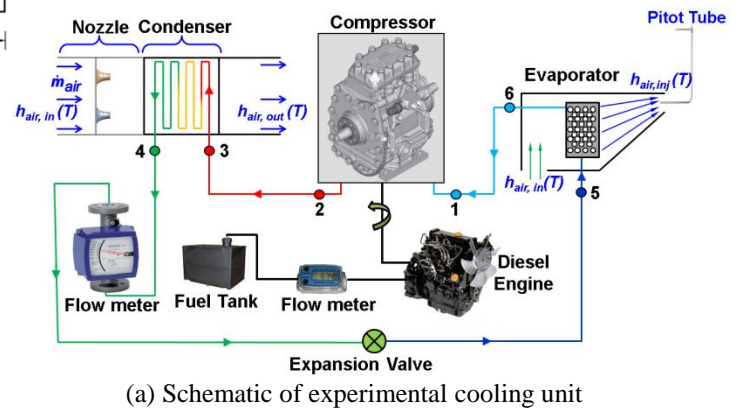 Compressor
Pitot Tube
Nozzle Condenser
Evaporator
ṁair
hair, in(T)
hair, out(T)
hair,inj(T)
6
4
3
hair, in(T)
5
2
1
Diesel
Engine
Flow meter
Fuel Tank
Flow meter
Expansion Valve
(a) Schematic of experimental cooling unit